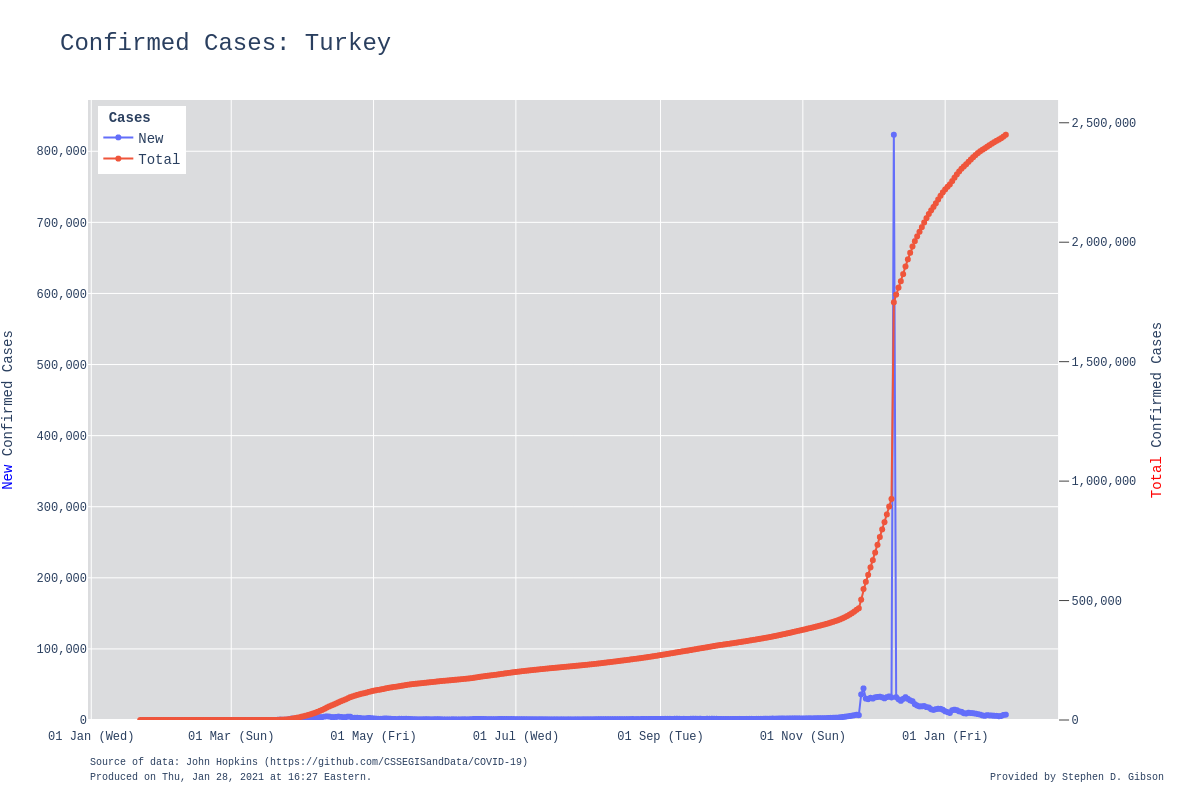 Confirmed Cases: Turkey
Cases
New
Total
800,000
700,000
600,000
500,000
400,000
300,000
200,000
100,000
0
New Confirmed Cases
2,500,000
2,000,000
1,500,000
1,000,000
500,000
0
Total Confirmed Cases
01 Jan (Wed) 01 Mar (Sun) 01 May (Fri) 01 Jul (Wed) 01 Sep (Tue) 01 Nov (Sun) 01 Jan (Fri)
Source of data: John Hopkins (https://github.com/CSSEGISandData/COVID-19)
Produced on Thu, Jan 28, 2021 at 16:27 Eastern.
Provided by Stephen D. Gibson